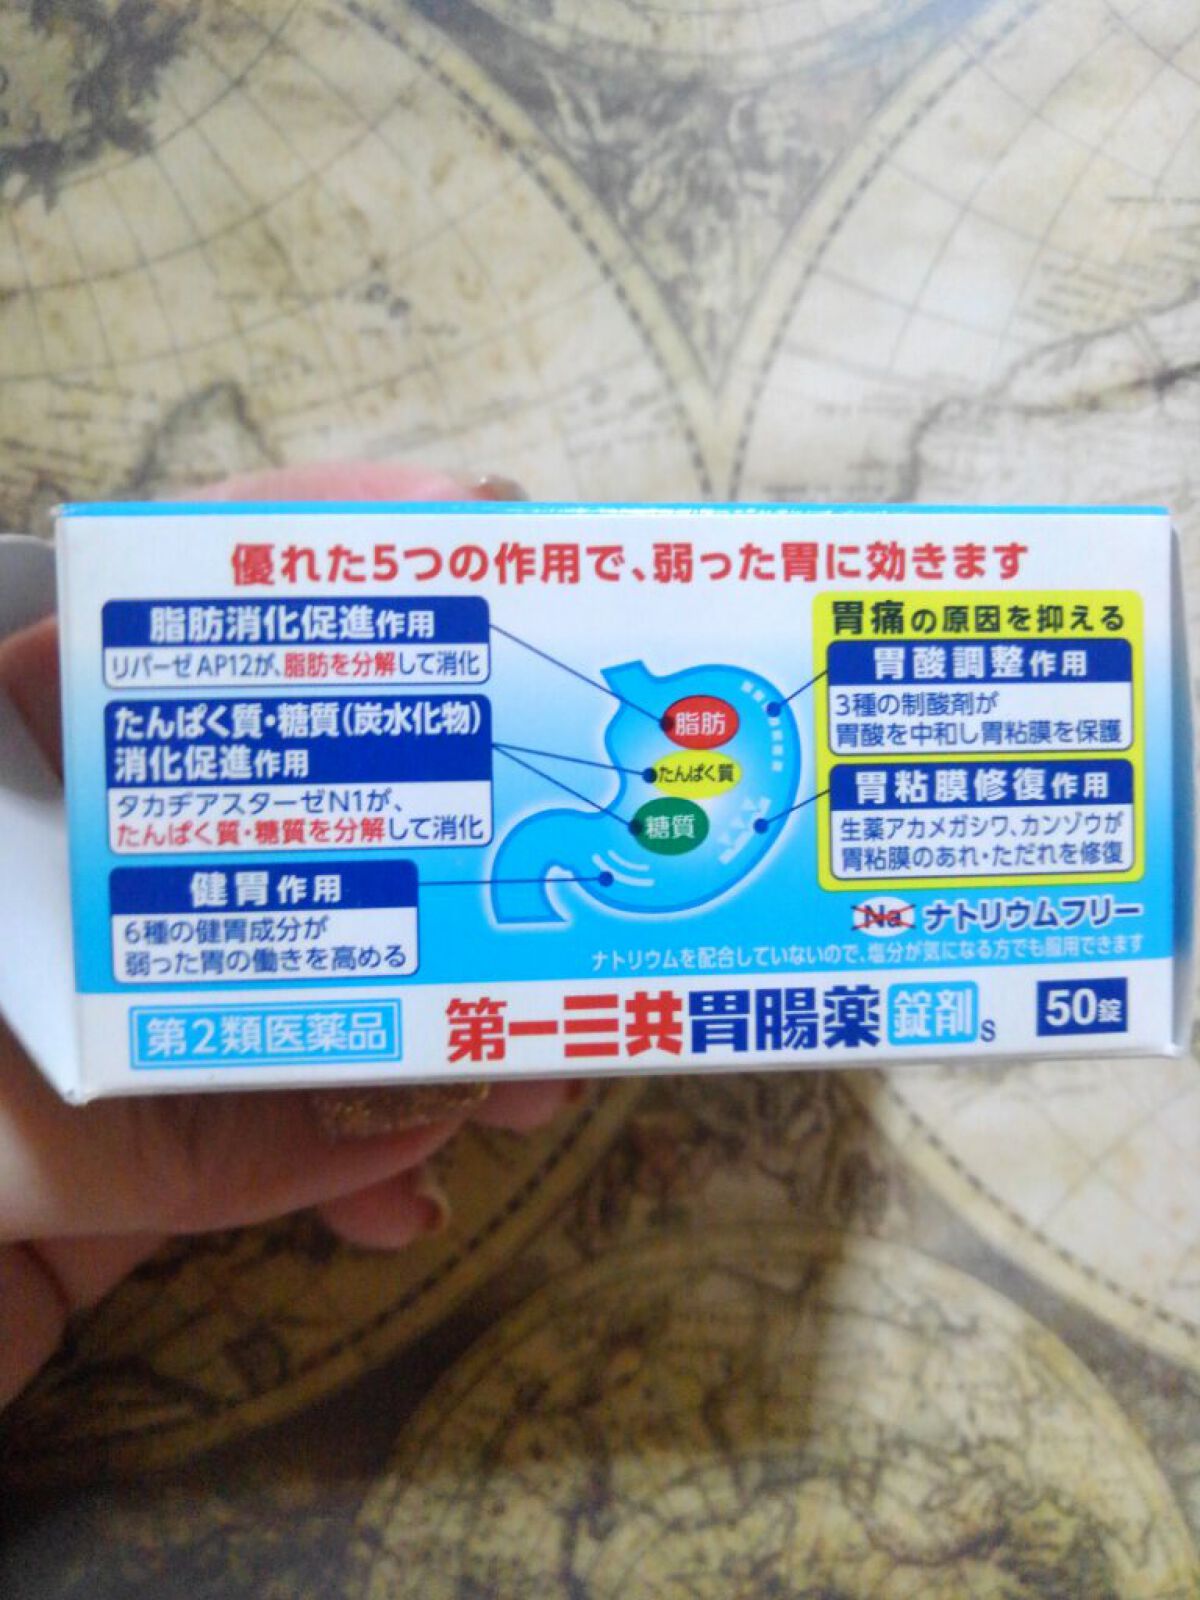 優れた5つの作用で、弱った胃に効きます
脂肪消化促進作用
リパーゼAP12が、脂肪を分解して消化
たんぱく質・糖質(炭水化物)
消化促進作用
タカヂアスターゼN1が、
たんぱく質・糖質を分解して消化
健胃作用
6種の健胃成分が
弱った胃の働きを高める
脂肪
たんぱく質
糖質
胃痛の原因を抑える
胃酸調整作用
3種の制酸剤が
胃酸を中和し胃粘膜を保護
胃粘膜修復作用
生薬アカメガシワ、カンゾウが
胃粘膜のあれ・ただれを修復
Na ナトリウムフリー
ナトリウムを配合していないので、塩分が気になる方でも服用できます
第2類医薬品
第一三共胃腸薬 錠剤s
50錠